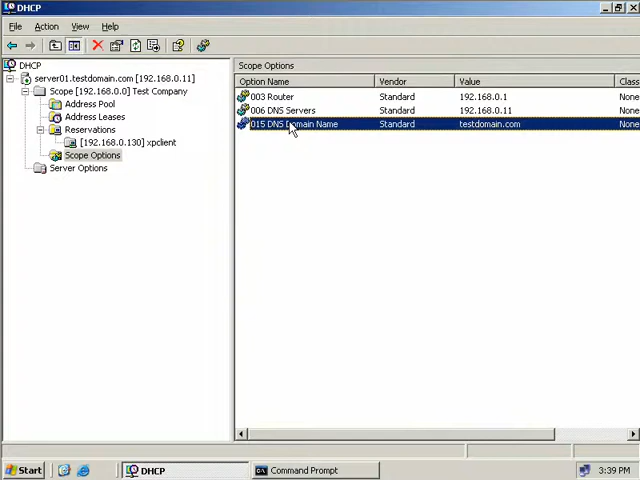 DHCP
File Action View Help
DHCP
server01.testdomain.com [192.168.0.11]
Scope [192.168.0.0] Test Company
Address Pool
Address Leases
Reservations
[192.168.0.130] xpclient
Scope Options
Server Options
Scope Options
Option Name Vendor Value Class
003 Router Standard 192.168.0.1 None
006 DNS Servers Standard 192.168.0.11 None
015 DNS Domain Name Standard testdomain.com None
Start DHCP Command Prompt 3:39 PM